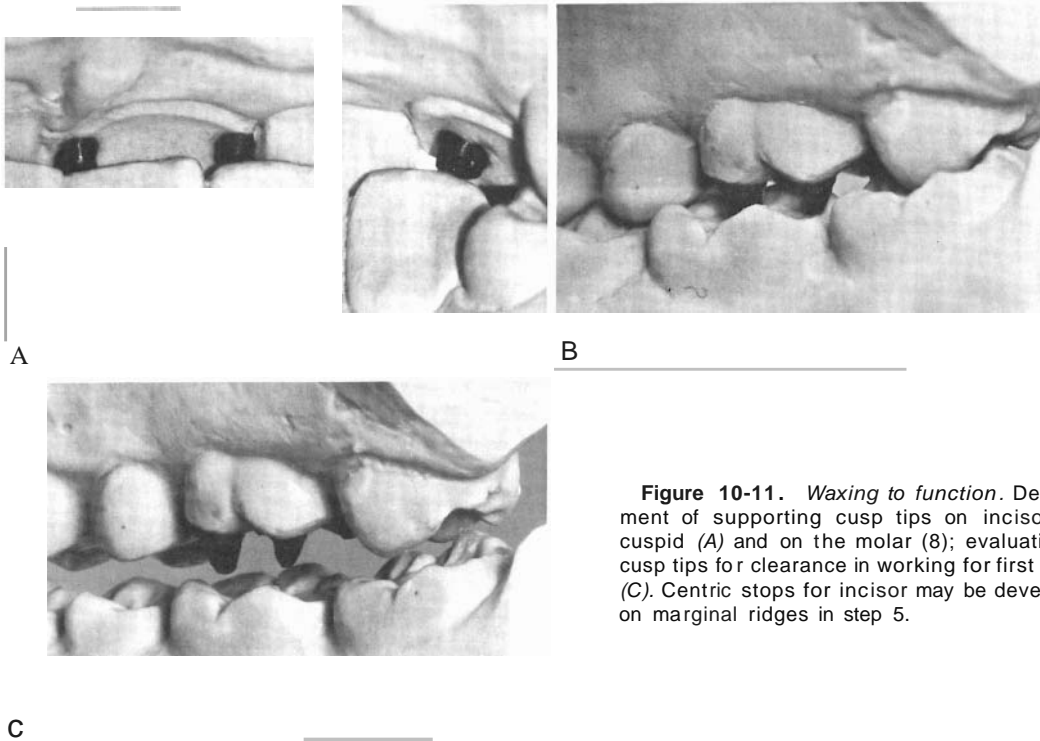 A
B
Figure 10-11. Waxing to function. De
ment of supporting cusp tips on inciso
cuspid (A) and on the molar (8); evaluati
cusp tips for clearance in working for first
(C). Centric stops for incisor may be deve
on marginal ridges in step 5.
C